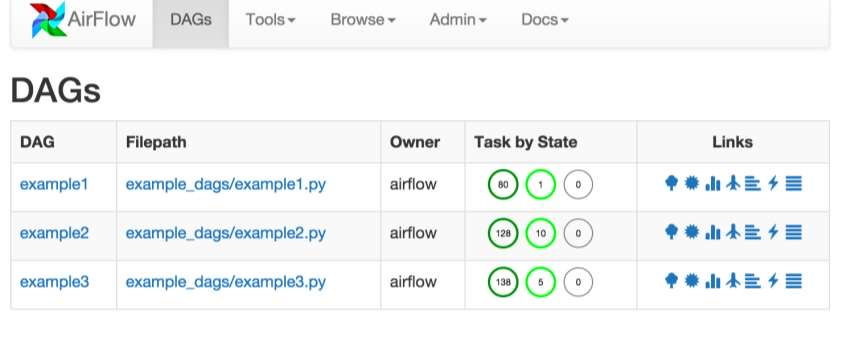 AirFlow DAGs Tools Browse Admin Docs
DAGs
DAG Filepath Owner Task by State Links
example1 example_dags/example1.py airflow 80 1 0
example2 example_dags/example2.py airflow 128 10 0
example3 example_dags/example3.py airflow 138 5 0